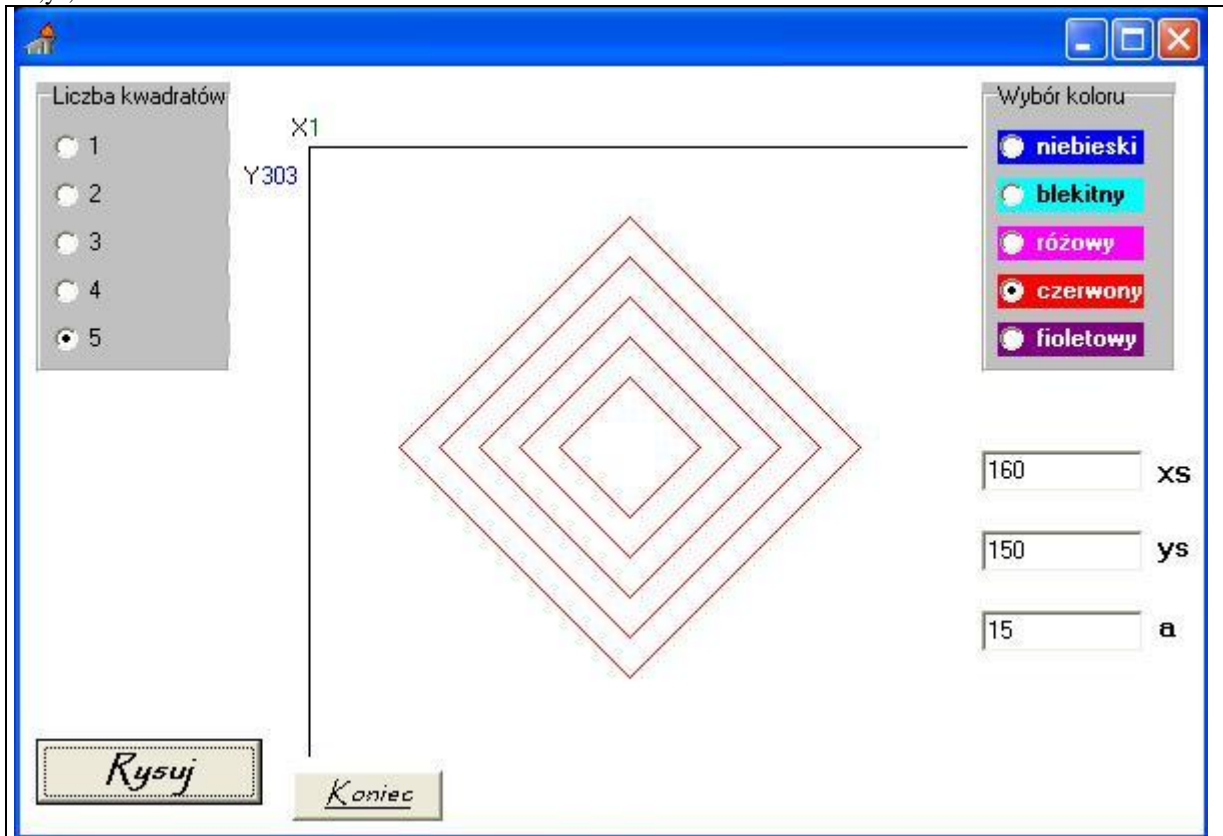 Liczba kwadratów
1
2
3
4
5
X1
Y303
Wybór koloru
niebieski
blekitny
różowy
czerwony
fioletowy
160 xs
150 ys
15 a
Rysuj
Koniec